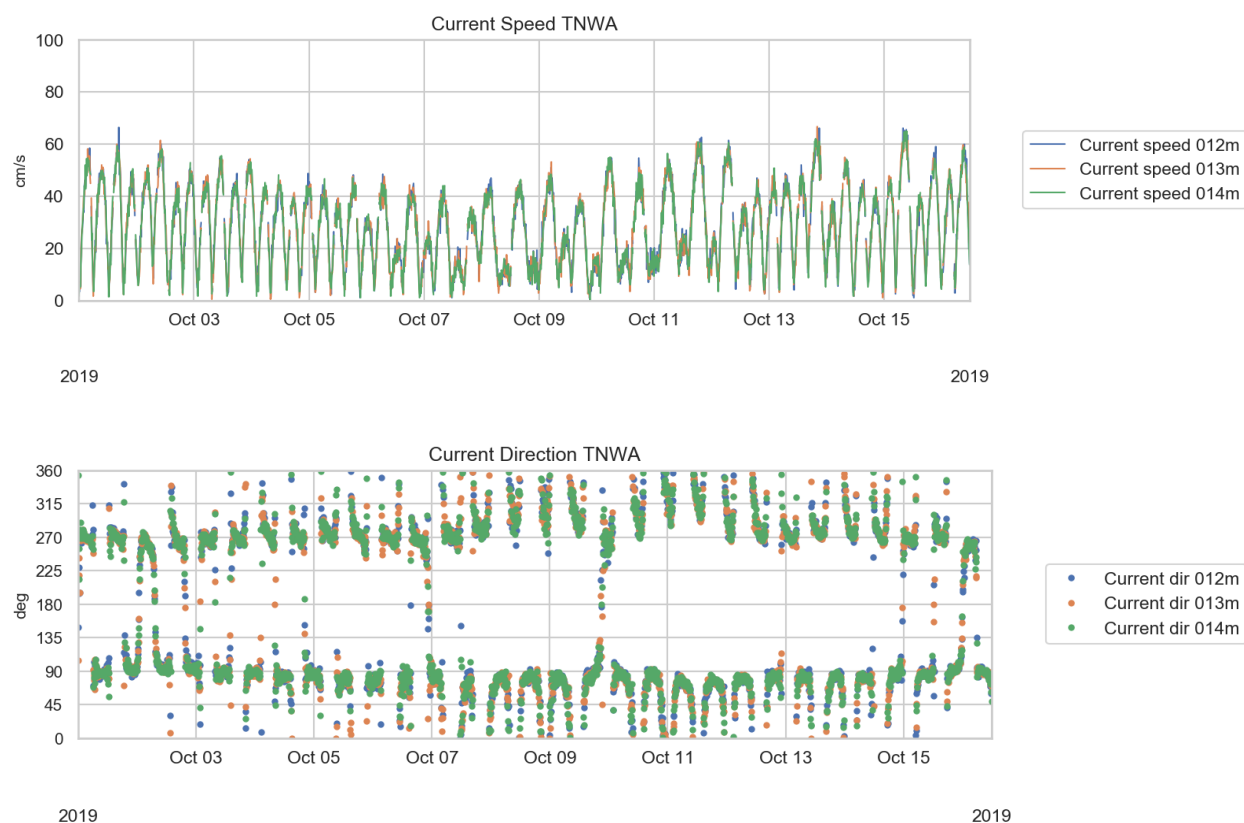 Current Speed TNWA
100
80
60
40
20
0
cm/s
Oct 03 Oct 05 Oct 07 Oct 09 Oct 11 Oct 13 Oct 15
2019 2019
Current speed 012m
Current speed 013m
Current speed 014m
Current Direction TNWA
360
315
270
225
180
135
90
45
0
deg
Oct 03 Oct 05 Oct 07 Oct 09 Oct 11 Oct 13 Oct 15
2019 2019
Current dir 012m
Current dir 013m
Current dir 014m